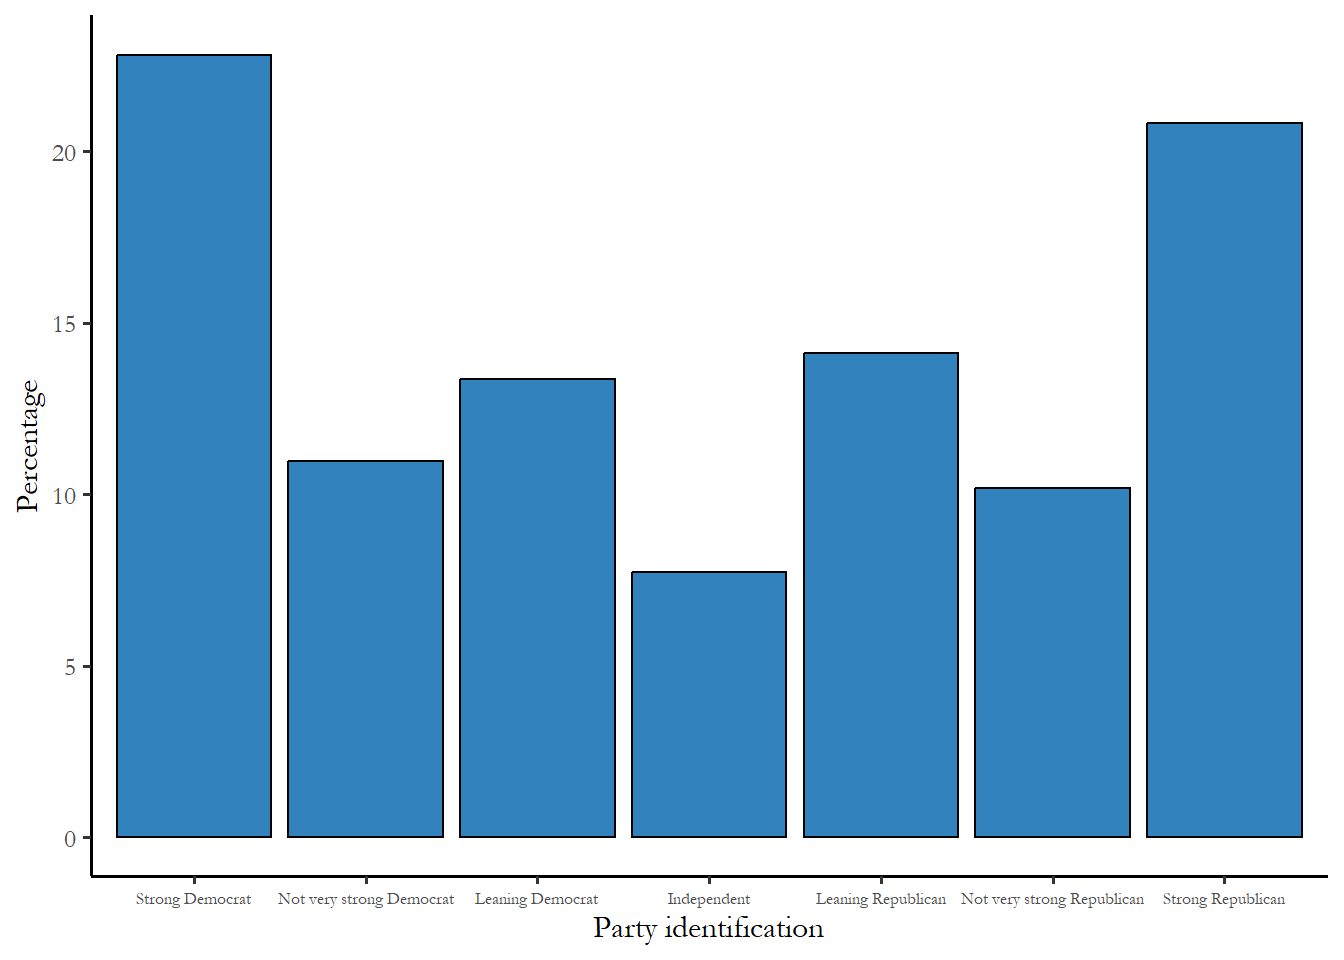 Percentage
20
15
10
5
0
Strong Democrat Not very strong Democrat Leaning Democrat Independent Leaning Republican Not very strong Republican Strong Republican
Party identification